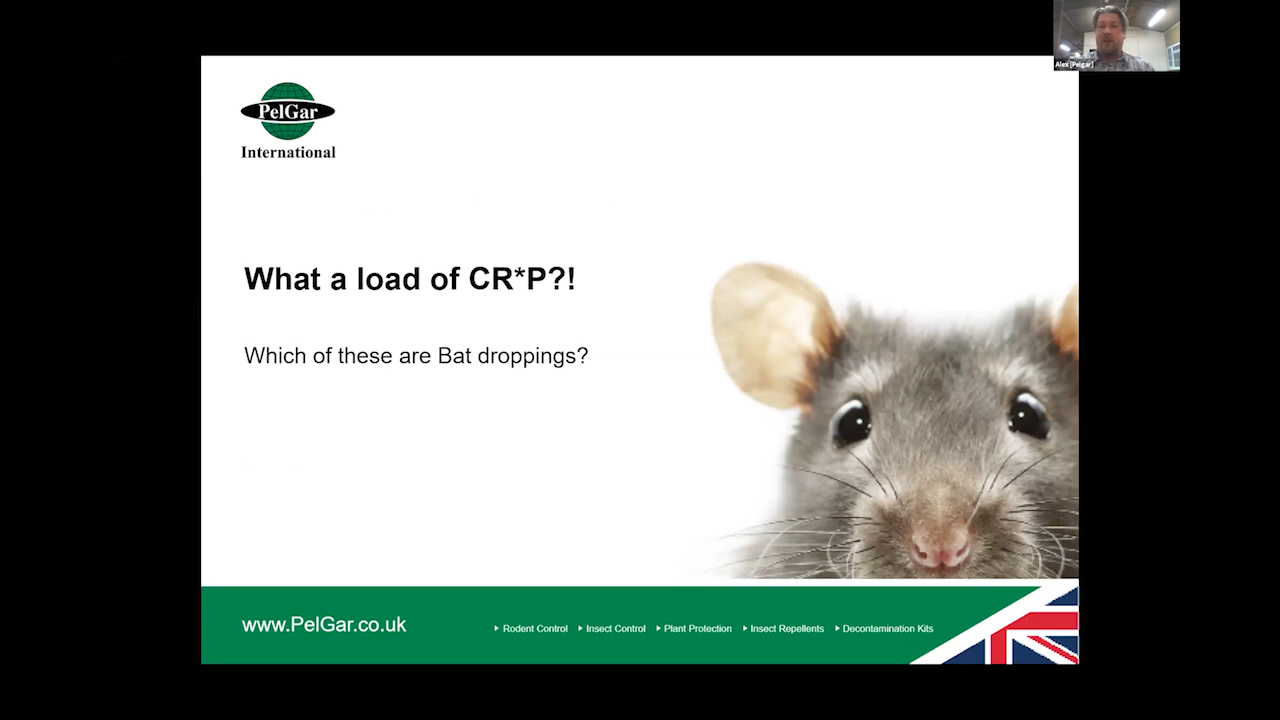 Alex [Pelgar]
PelGar
International
What a load of CR*P?!
Which of these are Bat droppings?
www.PelGar.co.uk
Rodent Control
Insect Control
Plant Protection
Insect Repellents
Decontamination Kits